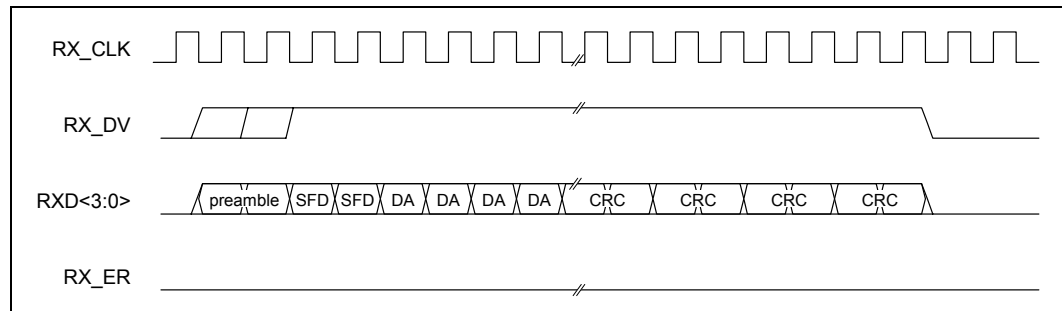 RX_CLK
RX_DV
RXD<3:0> preamble SFD SFD DA DA DA DA CRC CRC CRC CRC
RX_ER